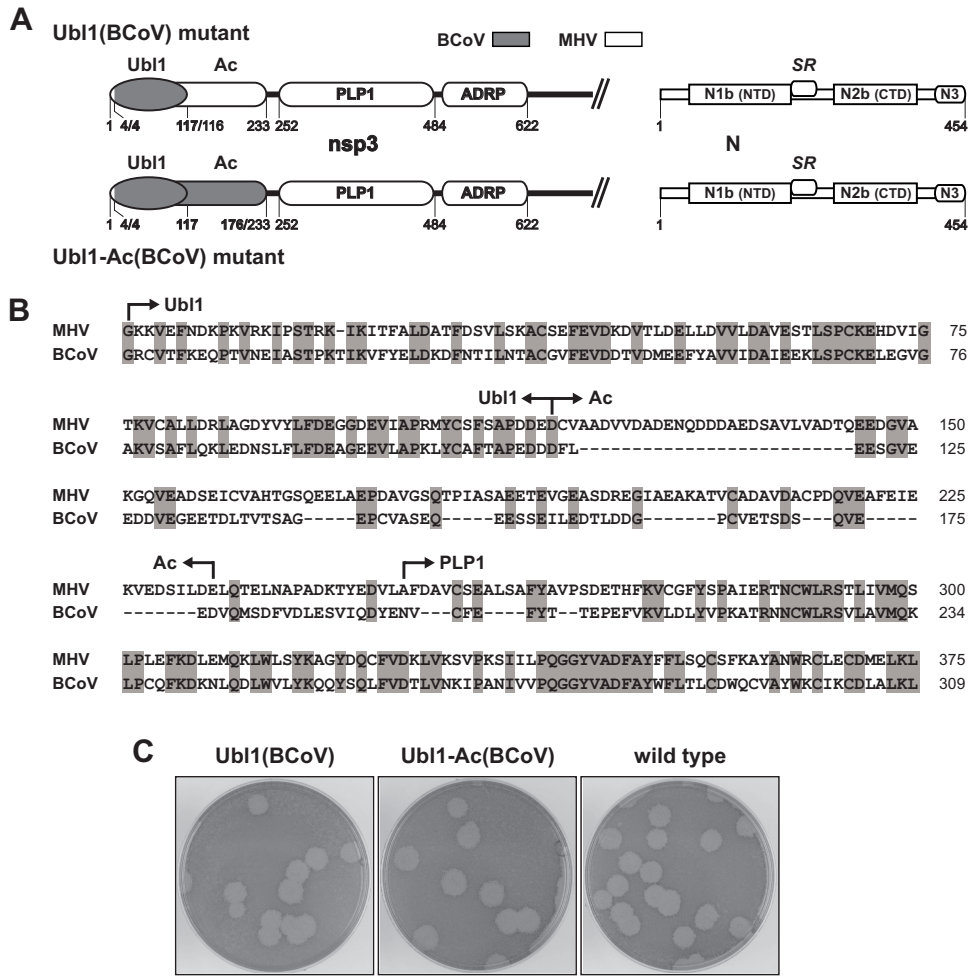 A
Ubl1(BCoV) mutant
BCoV MHV
Ubl1 Ac SR
PLP1 ADRP N1b (NTD) N2b (CTD) N3
1 4/4 117/116 233 252 484 622 1 454
nsp3 N
Ubl1 Ac SR
PLP1 ADRP N1b (NTD) N2b (CTD) N3
1 4/4 117 176/233 252 484 622 1 454
Ubl1-Ac(BCoV) mutant
B
Ubl1
MHV GKKVEFNDKPKVRKIPSTRK-IKITFALDATFDSVLSKACSEFEVDKDVTLDELLDVVLDAVESTLSPCKEHDVIG 75
BCoV GRCVTFKEQPTVNEIASTPKTIKVFYELDKDFNTILNTACGVFEVDDTVDMEEFYAVVIDAIEEKLSPCKELEGVG 76
Ubl1 Ac
MHV TKVCALLDRLAGDYVYLFDEGGDEVIAPRMYCSFSAPDDEDCVAADVVDADENQDDDAEDSAVLVADTQEEDGVA 150
BCoV AKVSAFLQKLEDNSLFLFDEAGEEVLAPKLYCAFTAPEDDDFL--------------------------EESGVE 125
MHV KGQVEADSEICVAHTGSQEELAEPDAVGSQTPIASAEETEVGEASDREGIAEAKATVCADAVDACPDQVEAFEIE 225
BCoV EDDVEGEETDLTVTSAG-----EPCVASEQ-----EESSEILEDTLDDG-------PCVETSDS--QVE----- 175
Ac PLP1
MHV KVEDSILDELQTELNAPADKTYEDVLAFDAVCSEALSAFYAVPSDETHFKVCGFYSPAIERTNCWLRSTLIVMQS 300
BCoV -------EDVQMSDFVDLESVIQDYENV---CFE----FYT--TEPEFVKVLDLYVPKATRNNCWLRSVLAVMQK 234
MHV LPLEFKDLEMQKLWLSYKAGYDQCFVDKLVKSVPKSIILPQGGYVADFAYFFLSQCSFKAYANWRCLECDMELKL 375
BCoV LPCQFKDKNLQDLWVLYKQQYSQLFVDTLVNKIPANIVVPQGGYVADFAYWFLTLCDWQCVAYWKCIKCDLALKL 309
C
Ubl1(BCoV) Ubl1-Ac(BCoV) wild type